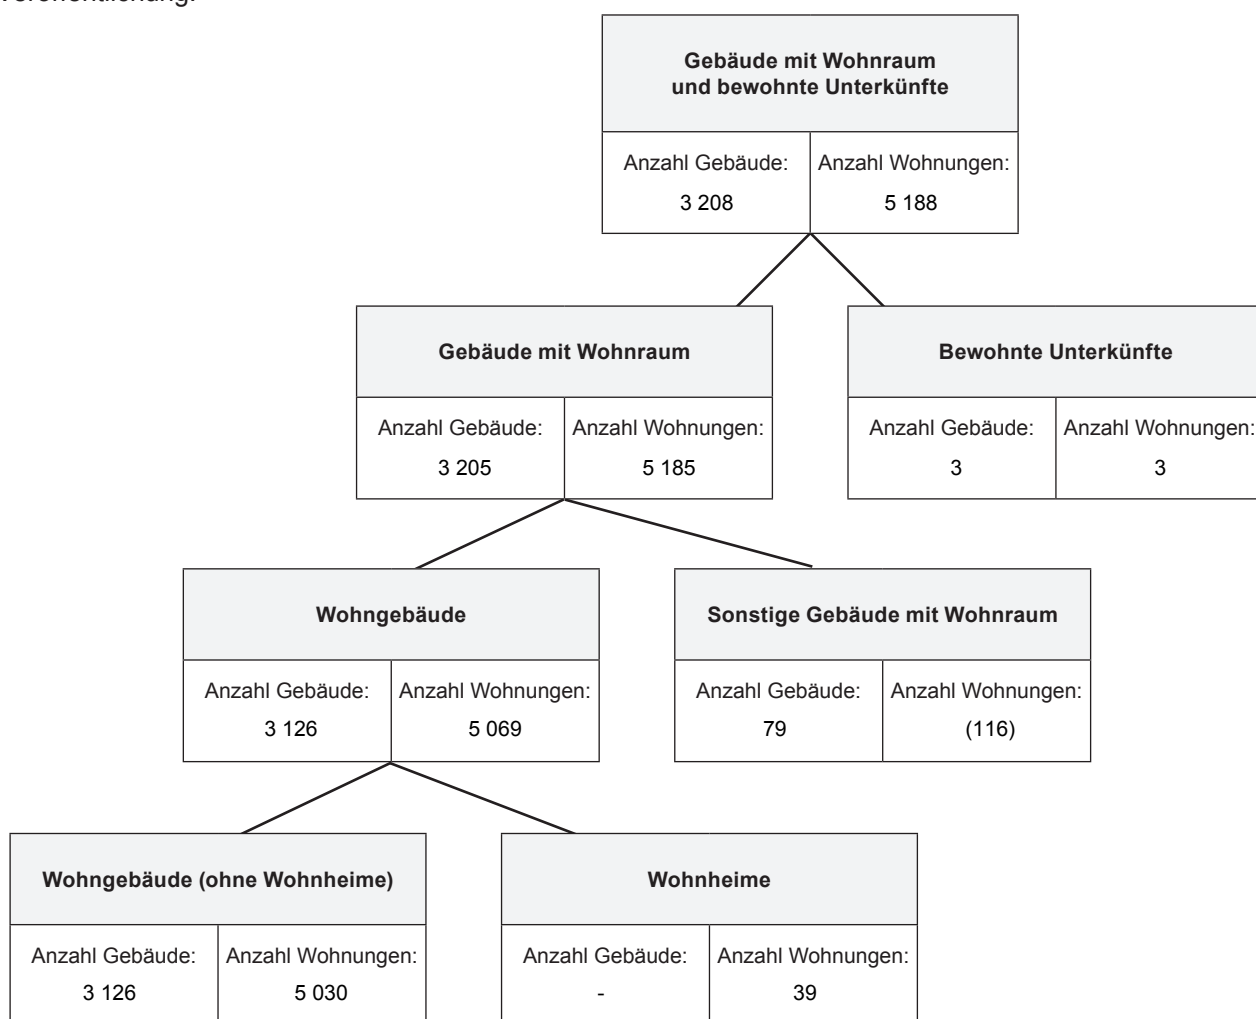 Veröffentlichung.
Gebäude mit Wohnraum
und bewohnte Unterkünfte
Anzahl Gebäude: Anzahl Wohnungen:
3 208 5 188
Gebäude mit Wohnraum Bewohnte Unterkünfte
Anzahl Gebäude: Anzahl Wohnungen: Anzahl Gebäude: Anzahl Wohnungen:
3 205 5 185 3 3
Wohngebäude Sonstige Gebäude mit Wohnraum
Anzahl Gebäude: Anzahl Wohnungen: Anzahl Gebäude: Anzahl Wohnungen:
3 126 5 069 79 (116)
Wohngebäude (ohne Wohnheime) Wohnheime
Anzahl Gebäude: Anzahl Wohnungen: Anzahl Gebäude: Anzahl Wohnungen:
3 126 5 030 - 39